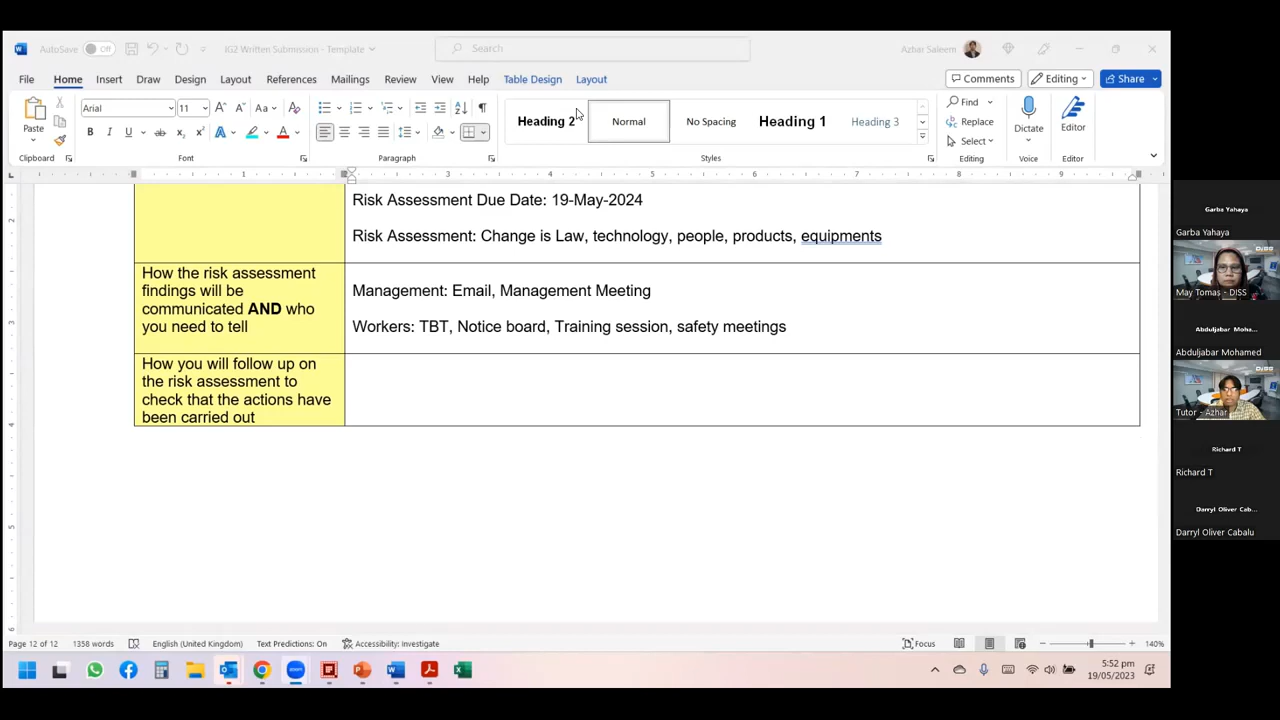 AutoSave Off
IG2 Written Submission - Template
Search
Azhar Saleem
File Home Insert Draw Design Layout References Mailings Review View Help Table Design Layout
Comments Editing Share
Paste
Clipboard
Arial 11
Font
Paragraph
Heading 2 Normal No Spacing Heading 1 Heading 3
Styles
Find
Replace
Select
Editing
Dictate
Voice
Editor
Editor
Risk Assessment Due Date: 19-May-2024
Risk Assessment: Change is Law, technology, people, products, equipments
How the risk assessment
findings will be
communicated AND who
you need to tell
Management: Email, Management Meeting
Workers: TBT, Notice board, Training session, safety meetings
How you will follow up on
the risk assessment to
check that the actions have
been carried out
Garba Yahaya
Garba Yahaya
May Tomas - DISS
Abduljabar Moha...
Abduljabar Mohamed
Tutor - Azhar
Richard T
Richard T
Darryl Oliver Cab...
Darryl Oliver Cabalu
Page 12 of 12 1358 words English (United Kingdom) Text Predictions: On Accessibility: Investigate
Focus 140%
5:52 pm
19/05/2023